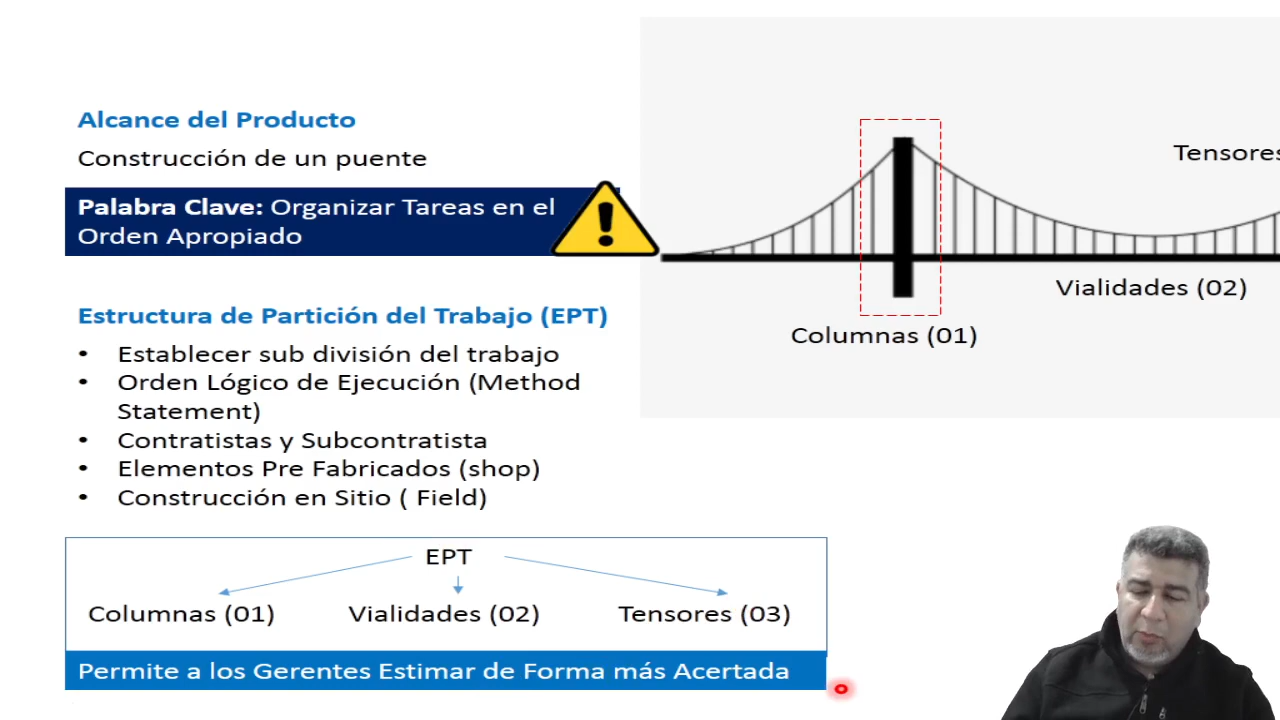 Alcance del Producto
Construcción de un puente
Palabra Clave: Organizar Tareas en el
Orden Apropiado
Estructura de Partición del Trabajo (EPT)
• Establecer sub división del trabajo
• Orden Lógico de Ejecución (Method
Statement)
• Contratistas y Subcontratista
• Elementos Pre Fabricados (shop)
• Construcción en Sitio ( Field)
EPT
Columnas (01)
Vialidades (02)
Tensores (03)
Permite a los Gerentes Estimar de Forma más Acertada
Tensores
Vialidades (02)
Columnas (01)